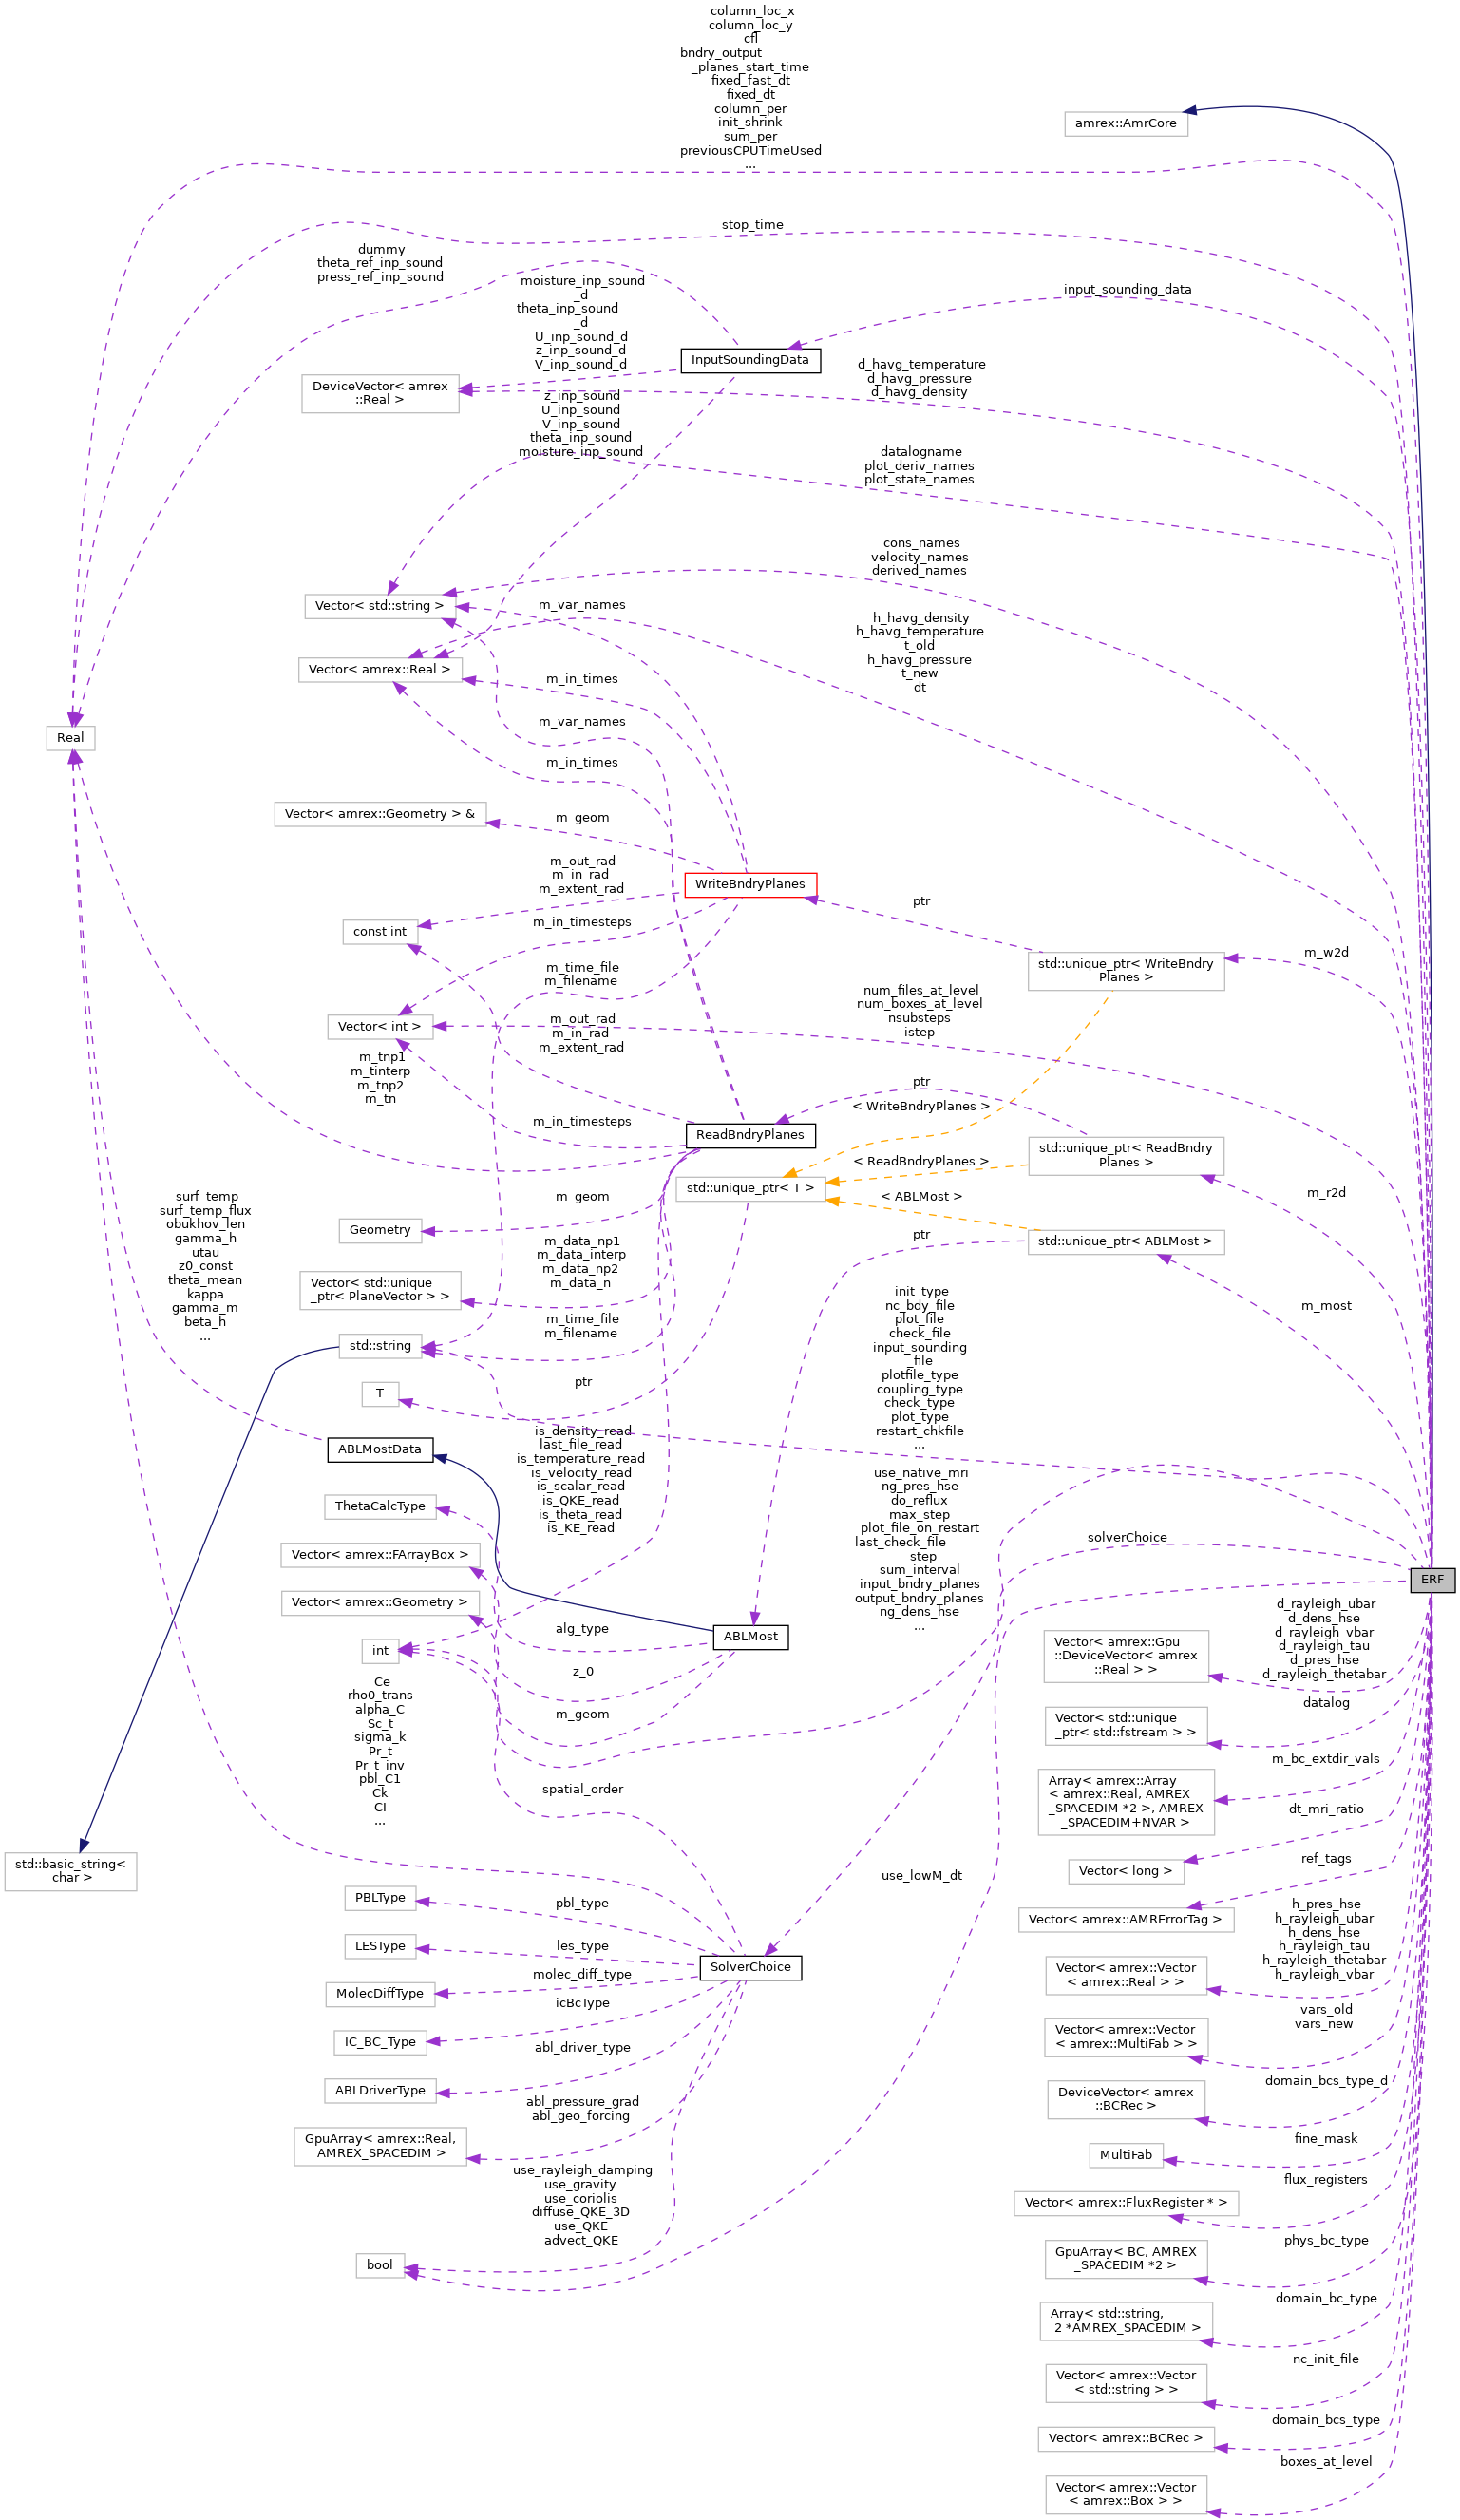 column_loc_x
column_loc_y
cfl
bndry_output
_planes_start_time
fixed_fast_dt
fixed_dt
column_per
init_shrink
sum_per
previousCPUTimeUsed
...
amrex::AmrCore
stop_time
dummy
theta_ref_inp_sound
press_ref_inp_sound
input_sounding_data
moisture_inp_sound
_d
theta_inp_sound
_d
U_inp_sound_d
z_inp_sound_d
V_inp_sound_d
InputSoundingData
DeviceVector< amrex
::Real >
d_havg_temperature
d_havg_pressure
d_havg_density
z_inp_sound
U_inp_sound
V_inp_sound
theta_inp_sound
moisture_inp_sound
datalogname
plot_deriv_names
plot_state_names
cons_names
velocity_names
derived_names
Vector< std::string >
m_var_names
h_havg_density
h_havg_temperature
t_old
h_havg_pressure
t_new
dt
Vector< amrex::Real >
m_in_times
m_var_names
Real
m_in_times
Vector< amrex::Geometry > &
m_geom
m_out_rad
m_in_rad
m_extent_rad
WriteBndryPlanes
ptr
const int
m_in_timesteps
std::unique_ptr< WriteBndry
Planes >
m_w2d
m_time_file
m_filename
num_files_at_level
num_boxes_at_level
nsubsteps
istep
Vector< int >
m_out_rad
m_in_rad
m_extent_rad
m_tnp1
m_tinterp
m_tnp2
m_tn
ptr
< WriteBndryPlanes >
m_in_timesteps
ReadBndryPlanes
std::unique_ptr< ReadBndry
Planes >
< ReadBndryPlanes >
std::unique_ptr< T >
< ABLMost >
m_r2d
m_geom
Geometry
surf_temp
surf_temp_flux
obukhov_len
gamma_h
utau
z0_const
theta_mean
kappa
gamma_m
beta_h
...
ptr
std::unique_ptr< ABLMost >
m_data_np1
m_data_interp
m_data_np2
m_data_n
Vector< std::unique
_ptr< PlaneVector > >
m_most
m_time_file
m_filename
std::string
init_type
nc_bdy_file
plot_file
check_file
input_sounding
_file
plotfile_type
coupling_type
check_type
plot_type
restart_chkfile
...
ptr
T
is_density_read
last_file_read
is_temperature_read
is_velocity_read
is_scalar_read
is_QKE_read
is_theta_read
is_KE_read
ABLMostData
use_native_mri
ng_pres_hse
do_reflux
max_step
plot_file_on_restart
last_check_file
_step
sum_interval
input_bndry_planes
output_bndry_planes
ng_dens_hse
...
ThetaCalcType
solverChoice
Vector< amrex::FArrayBox >
ERF
Vector< amrex::Geometry >
alg_type
ABLMost
int
z_0
m_geom
d_rayleigh_ubar
d_dens_hse
d_rayleigh_vbar
d_rayleigh_tau
d_pres_hse
d_rayleigh_thetabar
Vector< amrex::Gpu
::DeviceVector< amrex
::Real > >
datalog
Vector< std::unique
_ptr< std::fstream > >
Ce
rho0_trans
alpha_C
Sc_t
sigma_k
Pr_t
Pr_t_inv
pbl_C1
Ck
CI
...
spatial_order
m_bc_extdir_vals
Array< amrex::Array
< amrex::Real, AMREX
_SPACEDIM *2 >, AMREX
_SPACEDIM+NVAR >
dt_mri_ratio
std::basic_string<
char >
use_lowM_dt
ref_tags
Vector< long >
PBLType
pbl_type
Vector< amrex::AMRErrorTag >
LESType
les_type
SolverChoice
h_pres_hse
h_rayleigh_ubar
h_dens_hse
h_rayleigh_tau
h_rayleigh_thetabar
h_rayleigh_vbar
Vector< amrex::Vector
< amrex::Real > >
molec_diff_type
MolecDiffType
icBcType
IC_BC_Type
vars_old
vars_new
Vector< amrex::Vector
< amrex::MultiFab > >
abl_driver_type
ABLDriverType
domain_bcs_type_d
DeviceVector< amrex
::BCRec >
abl_pressure_grad
abl_geo_forcing
GpuArray< amrex::Real,
AMREX_SPACEDIM >
fine_mask
MultiFab
use_rayleigh_damping
use_gravity
use_coriolis
diffuse_QKE_3D
use_QKE
advect_QKE
flux_registers
Vector< amrex::FluxRegister * >
phys_bc_type
bool
GpuArray< BC, AMREX
_SPACEDIM *2 >
domain_bc_type
Array< std::string,
2 *AMREX_SPACEDIM >
nc_init_file
Vector< amrex::Vector
< std::string > >
domain_bcs_type
Vector< amrex::BCRec >
boxes_at_level
Vector< amrex::Vector
< amrex::Box > >